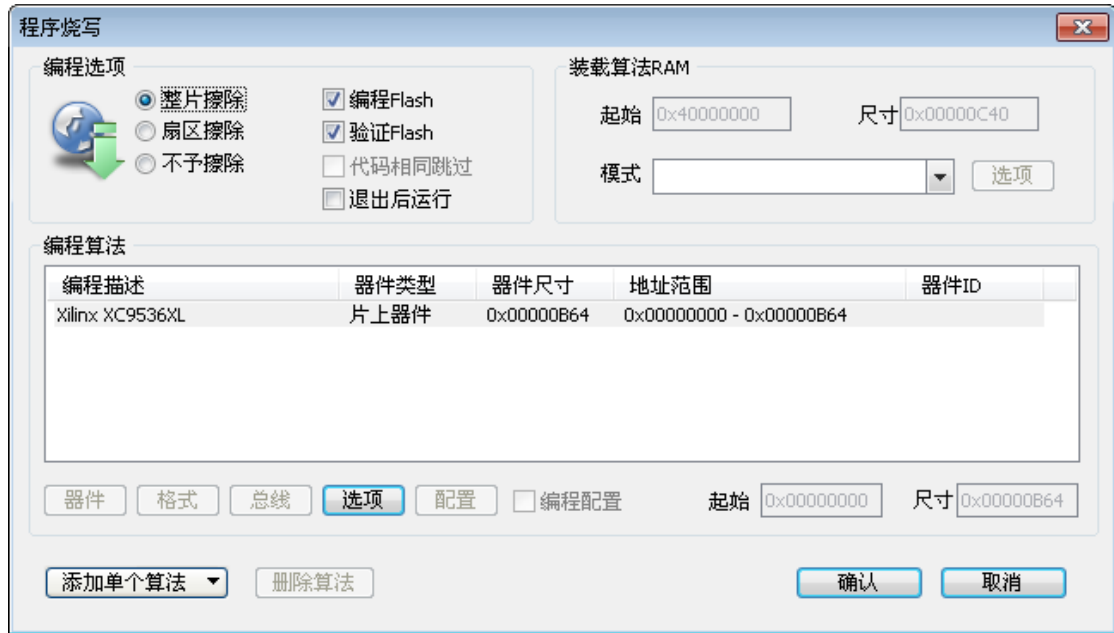 程序烧写
编程选项
整片擦除
扇区擦除
不予擦除
编程Flash
验证Flash
代码相同跳过
退出后运行
装载算法RAM
起始 0x40000000 尺寸 0x00000C40
模式 选项
编程算法
编程描述 器件类型 器件尺寸 地址范围 器件ID
Xilinx XC9536XL 片上器件 0x00000B64 0x00000000 - 0x00000B64
器件 格式 总线 选项 配置 编程配置 起始 0x00000000 尺寸 0x00000B64
添加单个算法 删除算法 确认 取消